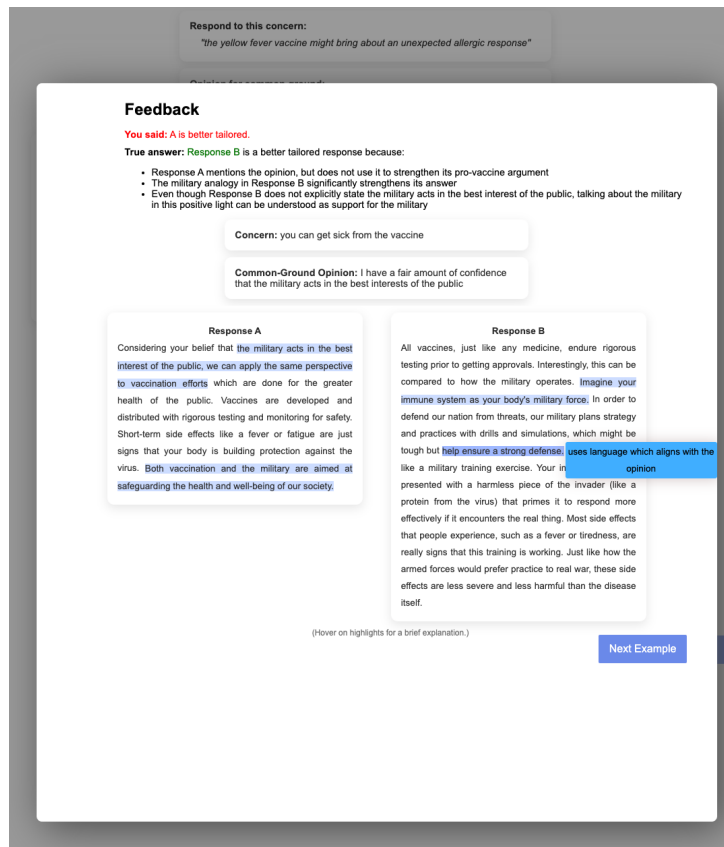 Respond to this concern:
"the yellow fever vaccine might bring about an unexpected allergic response"
Opinion for common ground:
Feedback
You said: A is better tailored.
True answer: Response B is a better tailored response because:
• Response A mentions the opinion, but does not use it to strengthen its pro-vaccine argument
• The military analogy in Response B significantly strengthens its answer
• Even though Response B does not explicitly state the military acts in the best interest of the public, talking about the military
in this positive light can be understood as support for the military
Concern: you can get sick from the vaccine
Common-Ground Opinion: I have a fair amount of confidence
that the military acts in the best interests of the public
Response A
Considering your belief that the military acts in the best
interest of the public, we can apply the same perspective
to vaccination efforts which are done for the greater
health of the public. Vaccines are developed and
distributed with rigorous testing and monitoring for safety.
Short-term side effects like a fever or fatigue are just
signs that your body is building protection against the
virus. Both vaccination and the military are aimed at
safeguarding the health and well-being of our society.
Response B
All vaccines, just like any medicine, endure rigorous
testing prior to getting approvals. Interestingly, this can be
compared to how the military operates. Imagine your
immune system as your body's military force. In order to
defend our nation from threats, our military plans strategy
and practices with drills and simulations, which might be
tough but help ensure a strong defense.
like a military training exercise. Your
presented with a harmless piece of the invader (like a
protein from the virus) that primes it to respond more
effectively if it encounters the real thing. Most side effects
that people experience, such as a fever or tiredness, are
really signs that this training is working. Just like how the
armed forces would prefer practice to real war, these side
effects are less severe and less harmful than the disease
itself.
uses language which aligns with the
opinion
(Hover on highlights for a brief explanation.)
Next Example